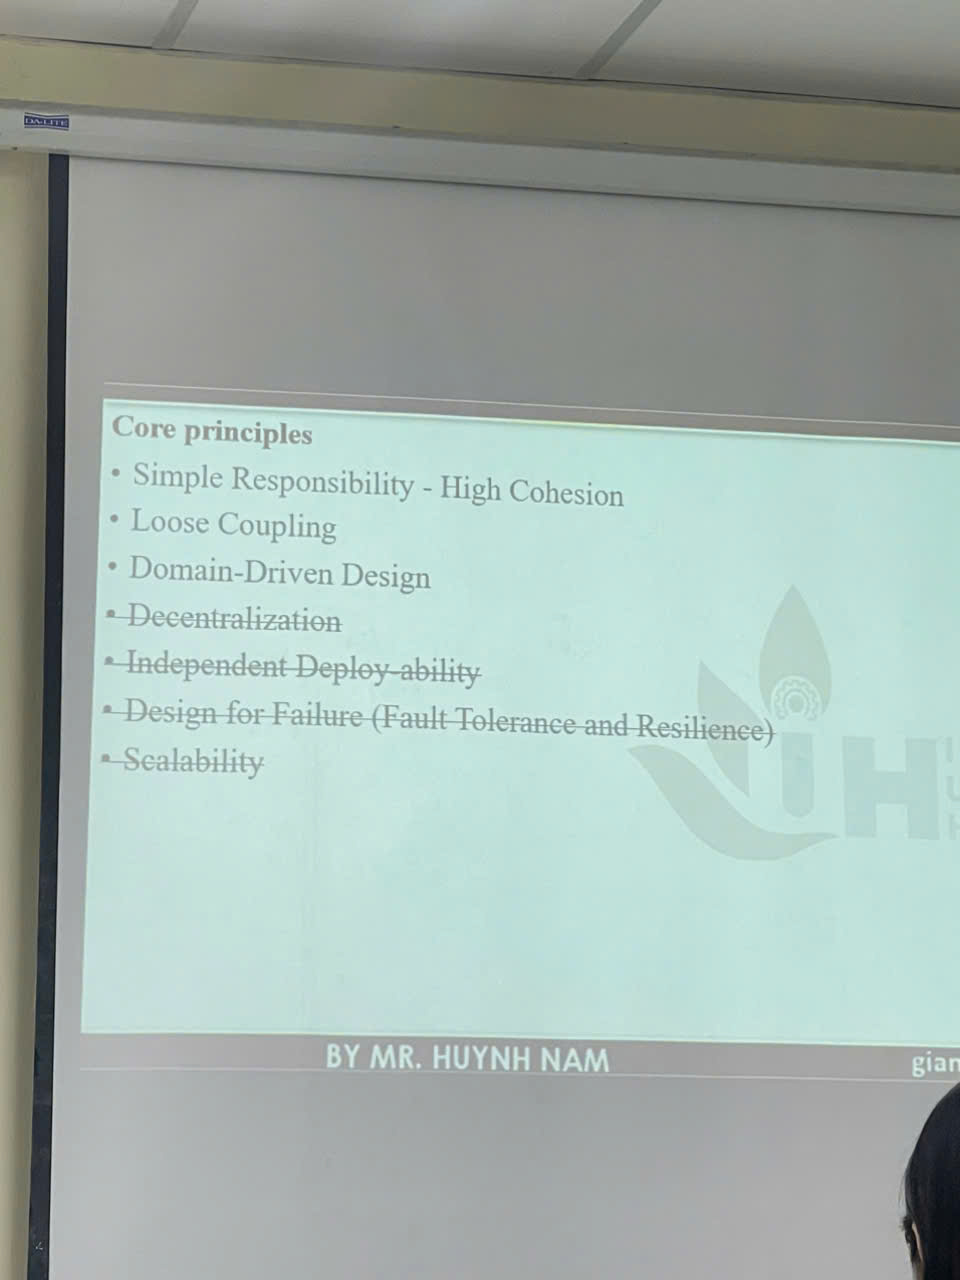 DA-LITE
Core principles
• Simple Responsibility - High Cohesion
• Loose Coupling
• Domain-Driven Design
• Decentralization
• Independent Deploy-ability
• Design for Failure (Fault Tolerance and Resilience)
• Scalability
IUH
BY MR. HUYNH NAM
gian